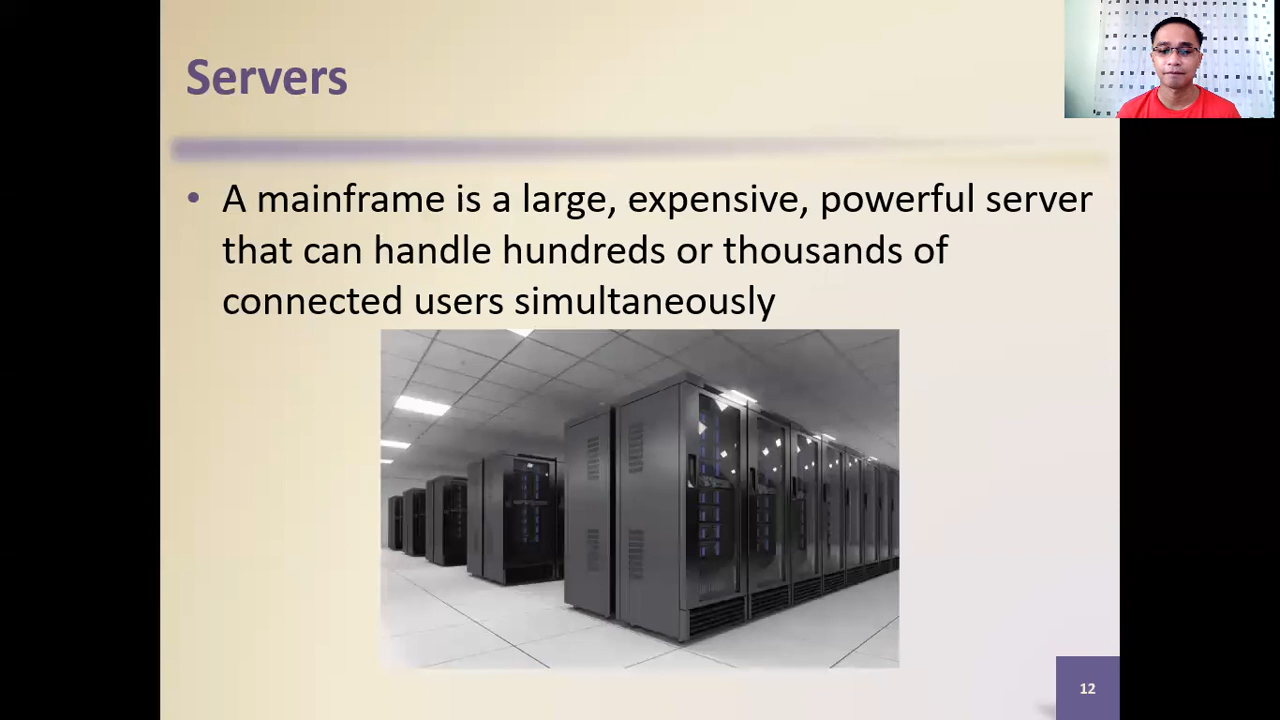 Servers
• A mainframe is a large, expensive, powerful server
that can handle hundreds or thousands of
connected users simultaneously
12